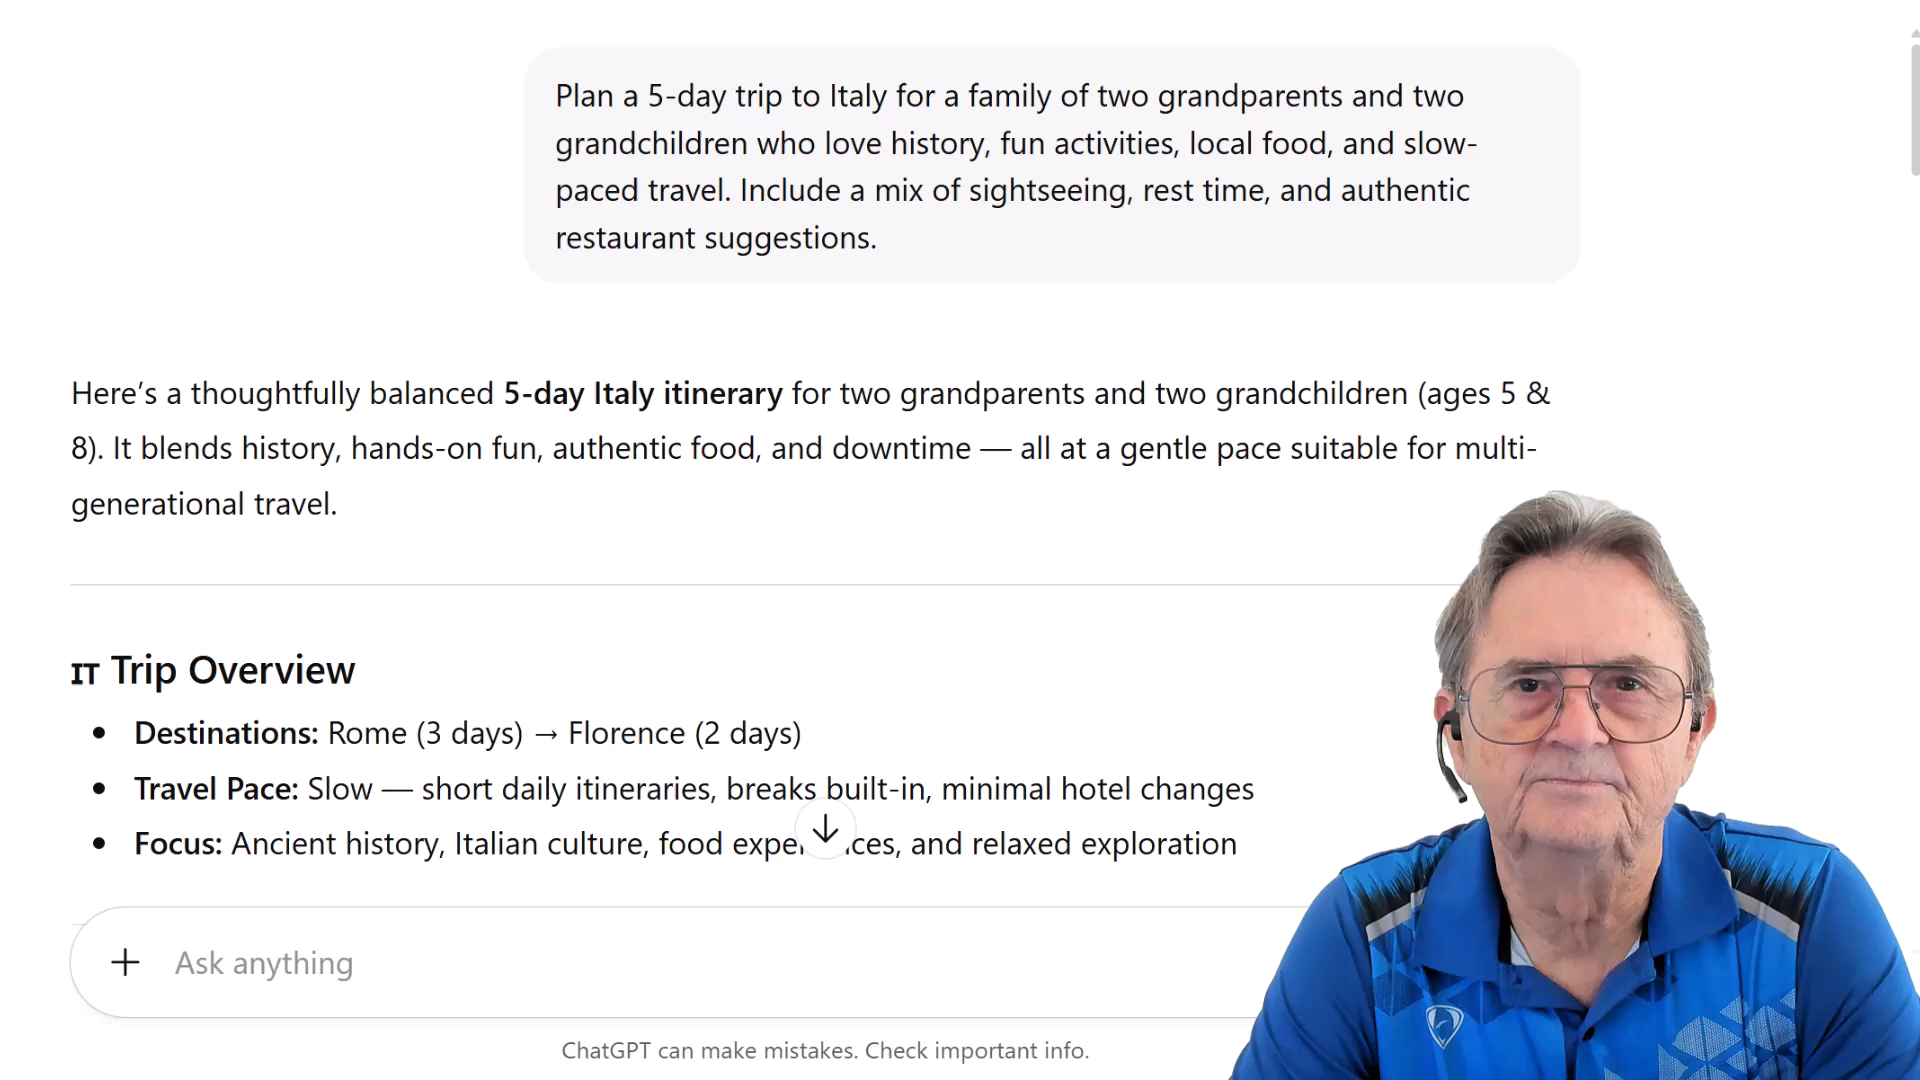 Plan a 5-day trip to Italy for a family of two grandparents and two
grandchildren who love history, fun activities, local food, and slow-
paced travel. Include a mix of sightseeing, rest time, and authentic
restaurant suggestions.
Here's a thoughtfully balanced 5-day Italy itinerary for two grandparents and two grandchildren (ages 5 &
8). It blends history, hands-on fun, authentic food, and downtime — all at a gentle pace suitable for multi-
generational travel.
IT Trip Overview
• Destinations: Rome (3 days) → Florence (2 days)
• Travel Pace: Slow — short daily itineraries, breaks built-in, minimal hotel changes
• Focus: Ancient history, Italian culture, food and relaxed exploration
Ask anything
ChatGPT can make mistakes. Check important info.